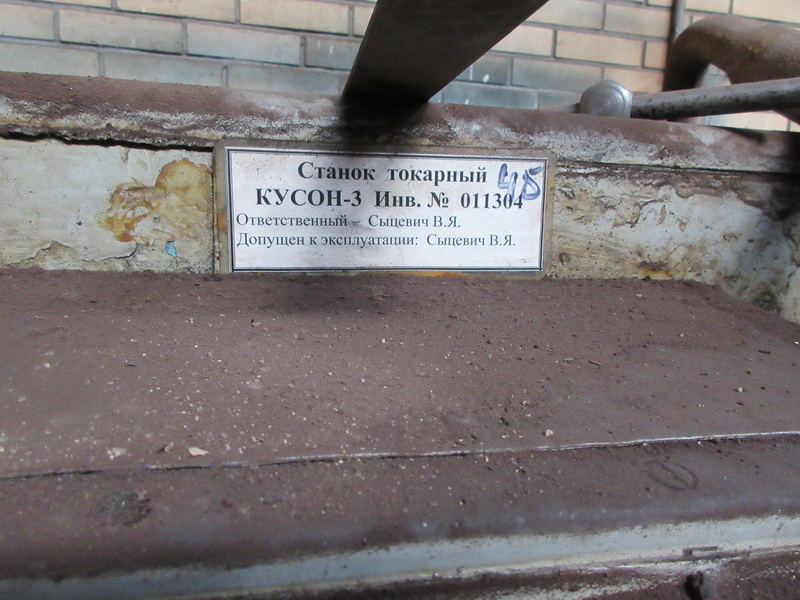 Станок токарный 45
КУСОН-3 Инв. № 011304
Ответственный – Сыцевич В.Я.
Допущен к эксплуатации: Сыцевич В.Я.